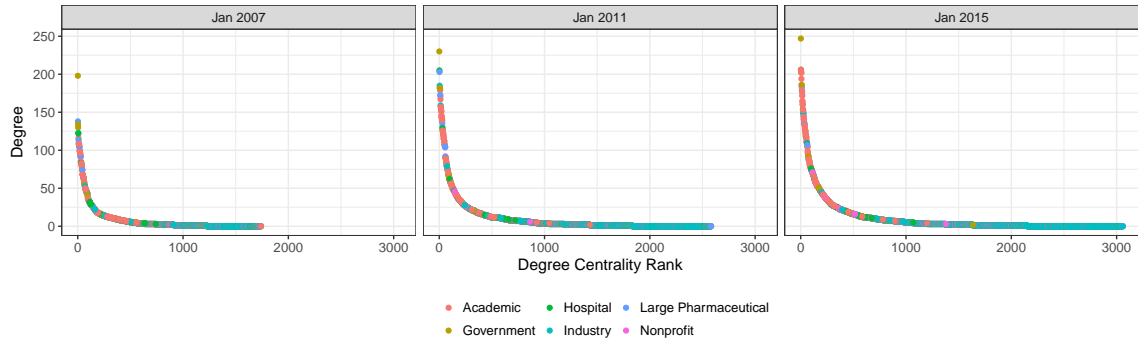 Jan 2007 Jan 2011 Jan 2015
250
200
150
100
50
0
Degree
0 1000 2000 3000 0 1000 2000 3000 0 1000 2000 3000
Degree Centrality Rank
Academic Hospital Large Pharmaceutical
Government Industry Nonprofit